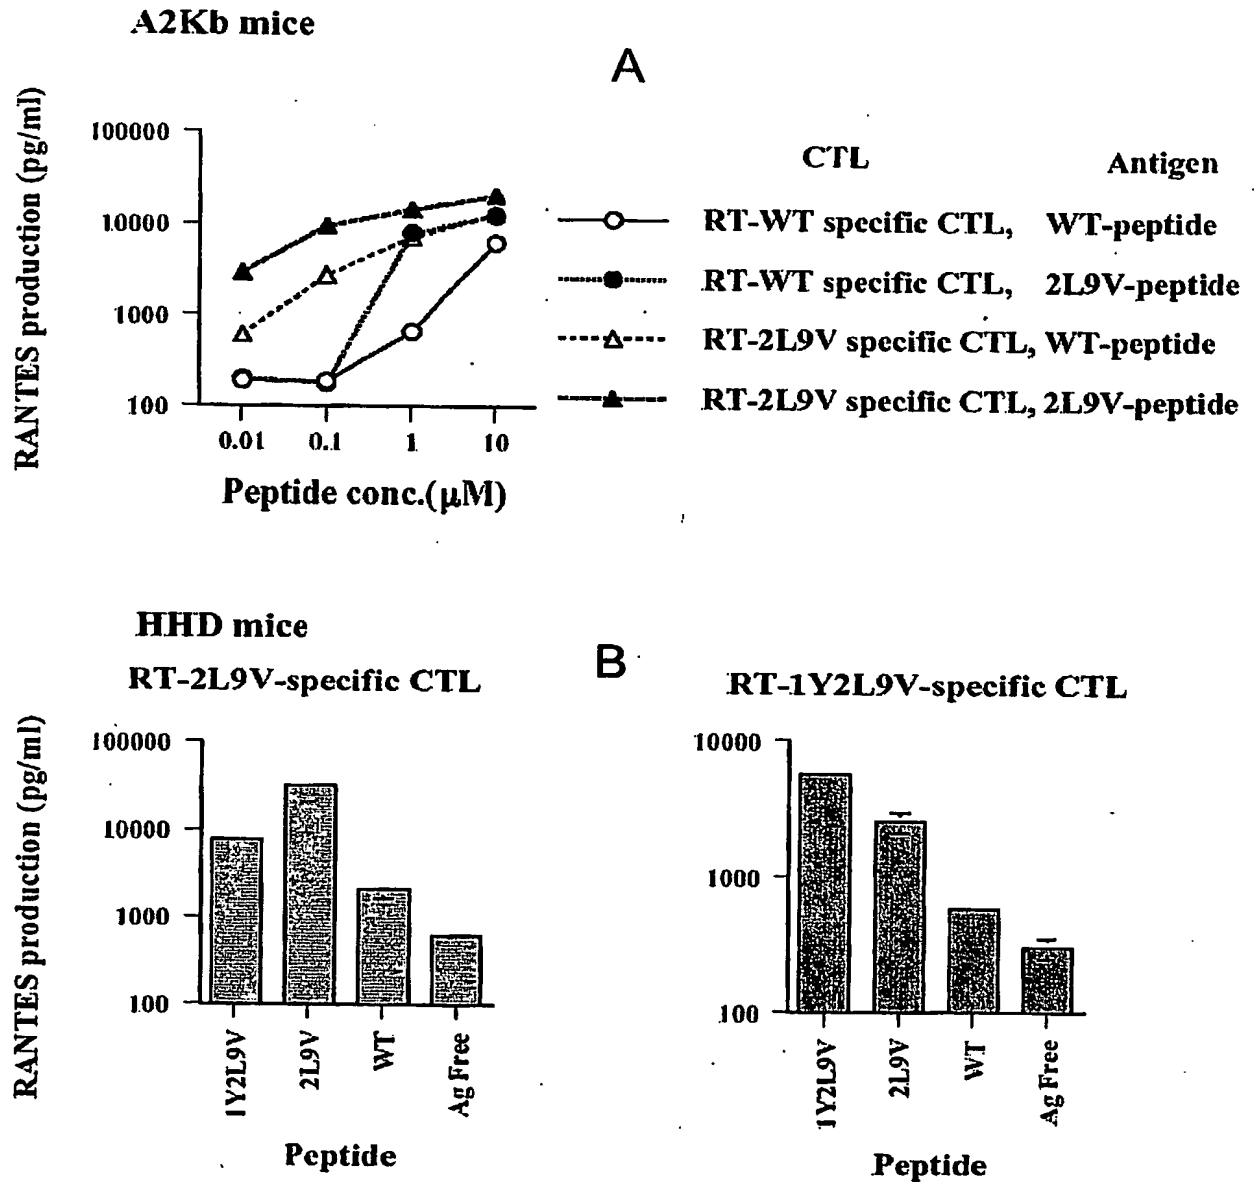 A2Kb mice
A
RANTES production (pg/ml)
100000
10000
1000
100
0.01 0.1 1 10
Peptide conc.(μM)
CTL Antigen
RT-WT specific CTL, WT-peptide
RT-WT specific CTL, 2L9V-peptide
RT-2L9V specific CTL, WT-peptide
RT-2L9V specific CTL, 2L9V-peptide
HHD mice
B
RT-2L9V-specific CTL
RANTES production (pg/ml)
100000
10000
1000
100
1Y2L9V 2L9V WT Ag Free
Peptide
RT-1Y2L9V-specific CTL
10000
1000
100
1Y2L9V 2L9V WT Ag Free
Peptide